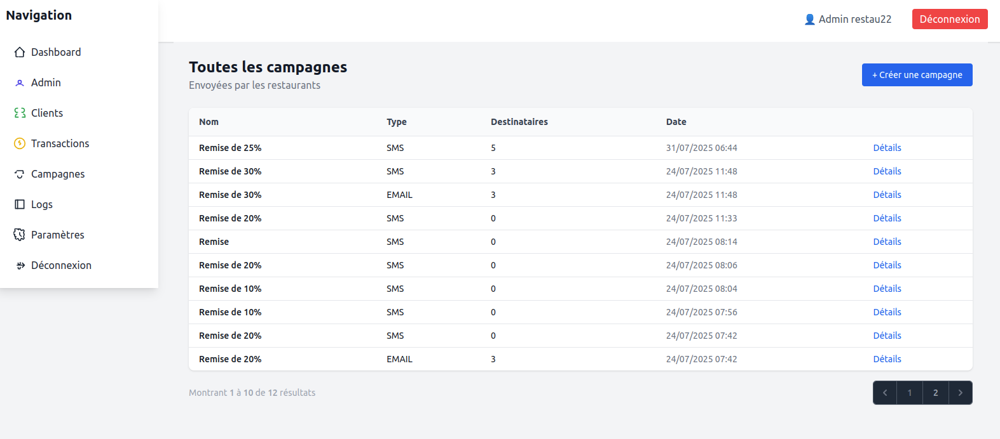 Navigation
Dashboard
Admin
Clients
Transactions
Campagnes
Logs
Paramètres
Déconnexion
Admin restau22
Déconnexion
Toutes les campagnes
Envoyées par les restaurants
+ Créer une campagne
Nom Type Destinataires Date
Remise de 25% SMS 5 31/07/2025 06:44 Détails
Remise de 30% SMS 3 24/07/2025 11:48 Détails
Remise de 30% EMAIL 3 24/07/2025 11:48 Détails
Remise de 20% SMS 0 24/07/2025 11:33 Détails
Remise SMS 0 24/07/2025 08:14 Détails
Remise de 20% SMS 0 24/07/2025 08:06 Détails
Remise de 10% SMS 0 24/07/2025 08:04 Détails
Remise de 10% SMS 0 24/07/2025 07:56 Détails
Remise de 20% SMS 0 24/07/2025 07:42 Détails
Remise de 20% EMAIL 3 24/07/2025 07:42 Détails
Montrant 1 à 10 de 12 résultats
1 2